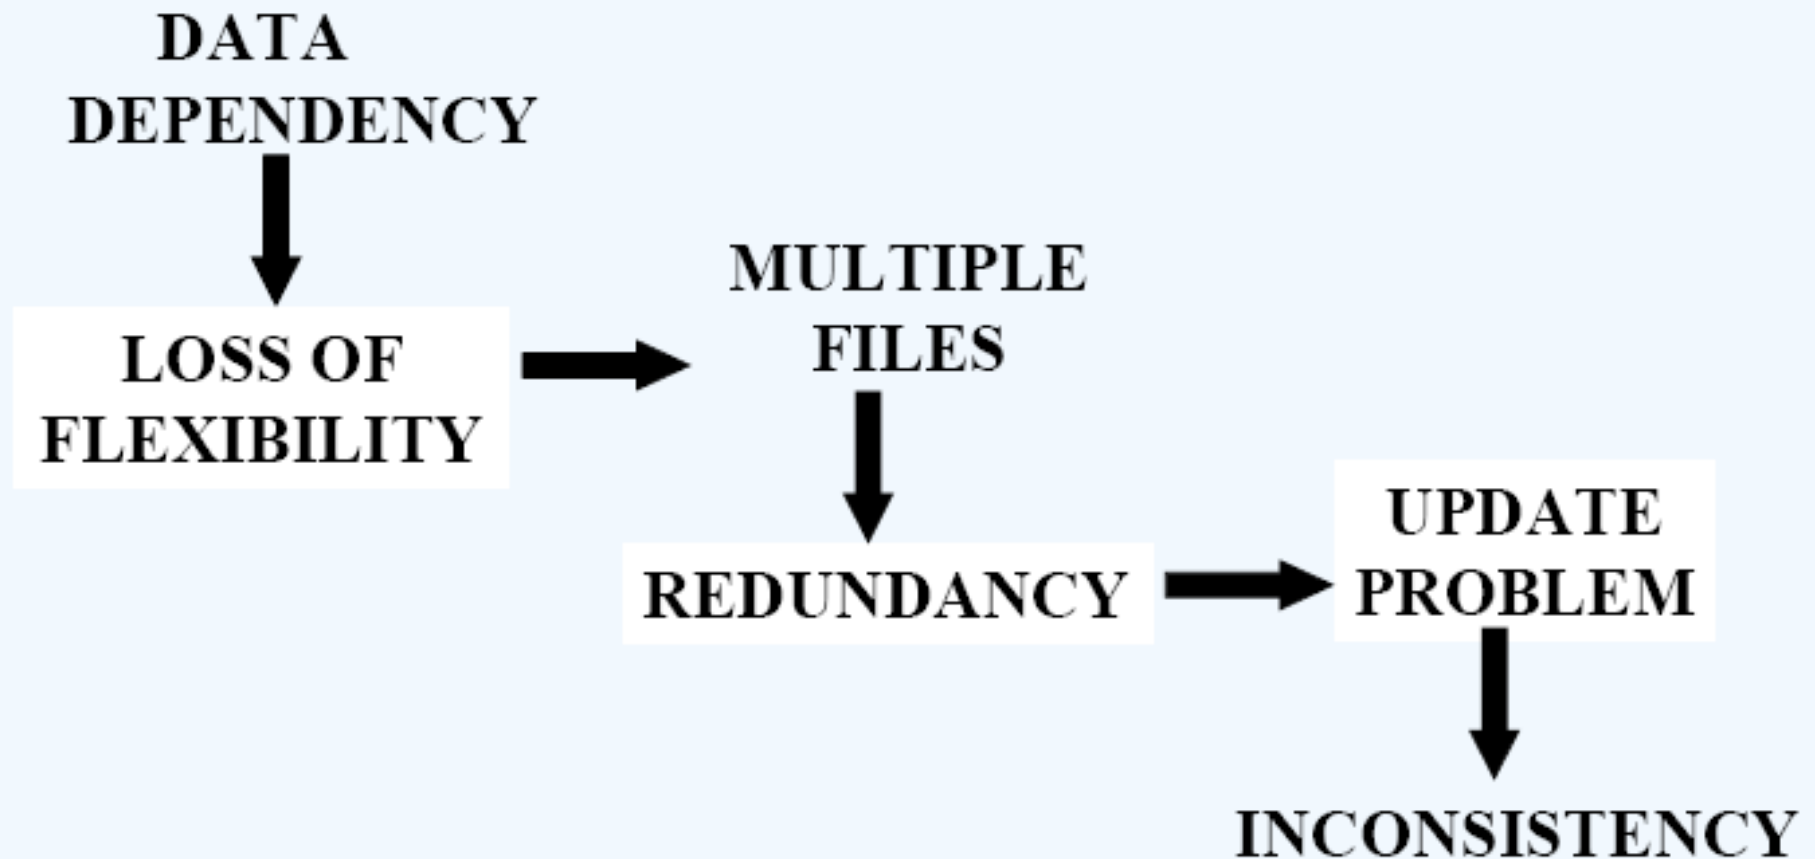 DATA
DEPENDENCY
LOSS OF
FLEXIBILITY
MULTIPLE
FILES
REDUNDANCY
UPDATE
PROBLEM
INCONSISTENCY